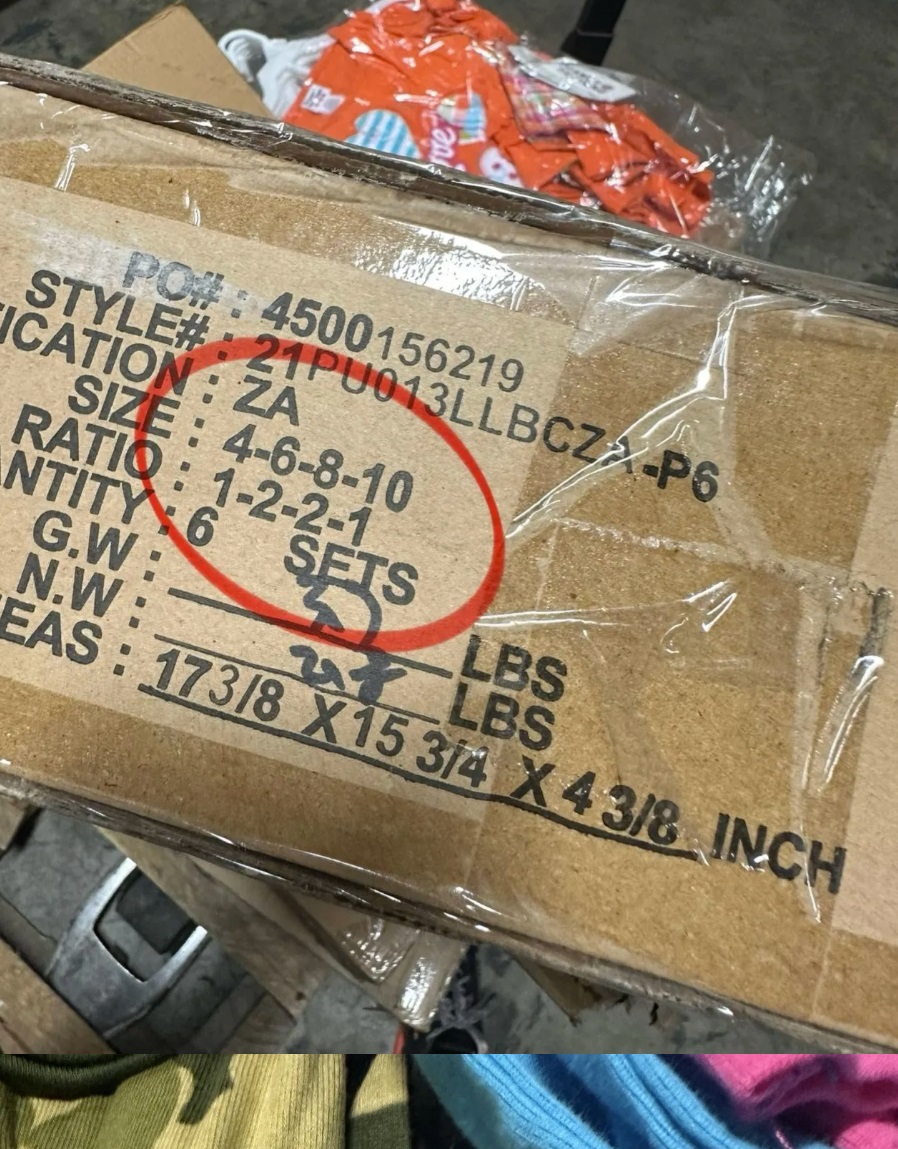 PO# : 4500156219
STYLE# : 21PU013LLBCZA-P6
ICATION : ZA
SIZE : 4-6-8-10
RATIO : 1-2-2-1
ANTITY : 6 SETS
G.W : LBS
N.W : LBS
EAS : 17 3/8 X 15 3/4 X 4 3/8 INCH